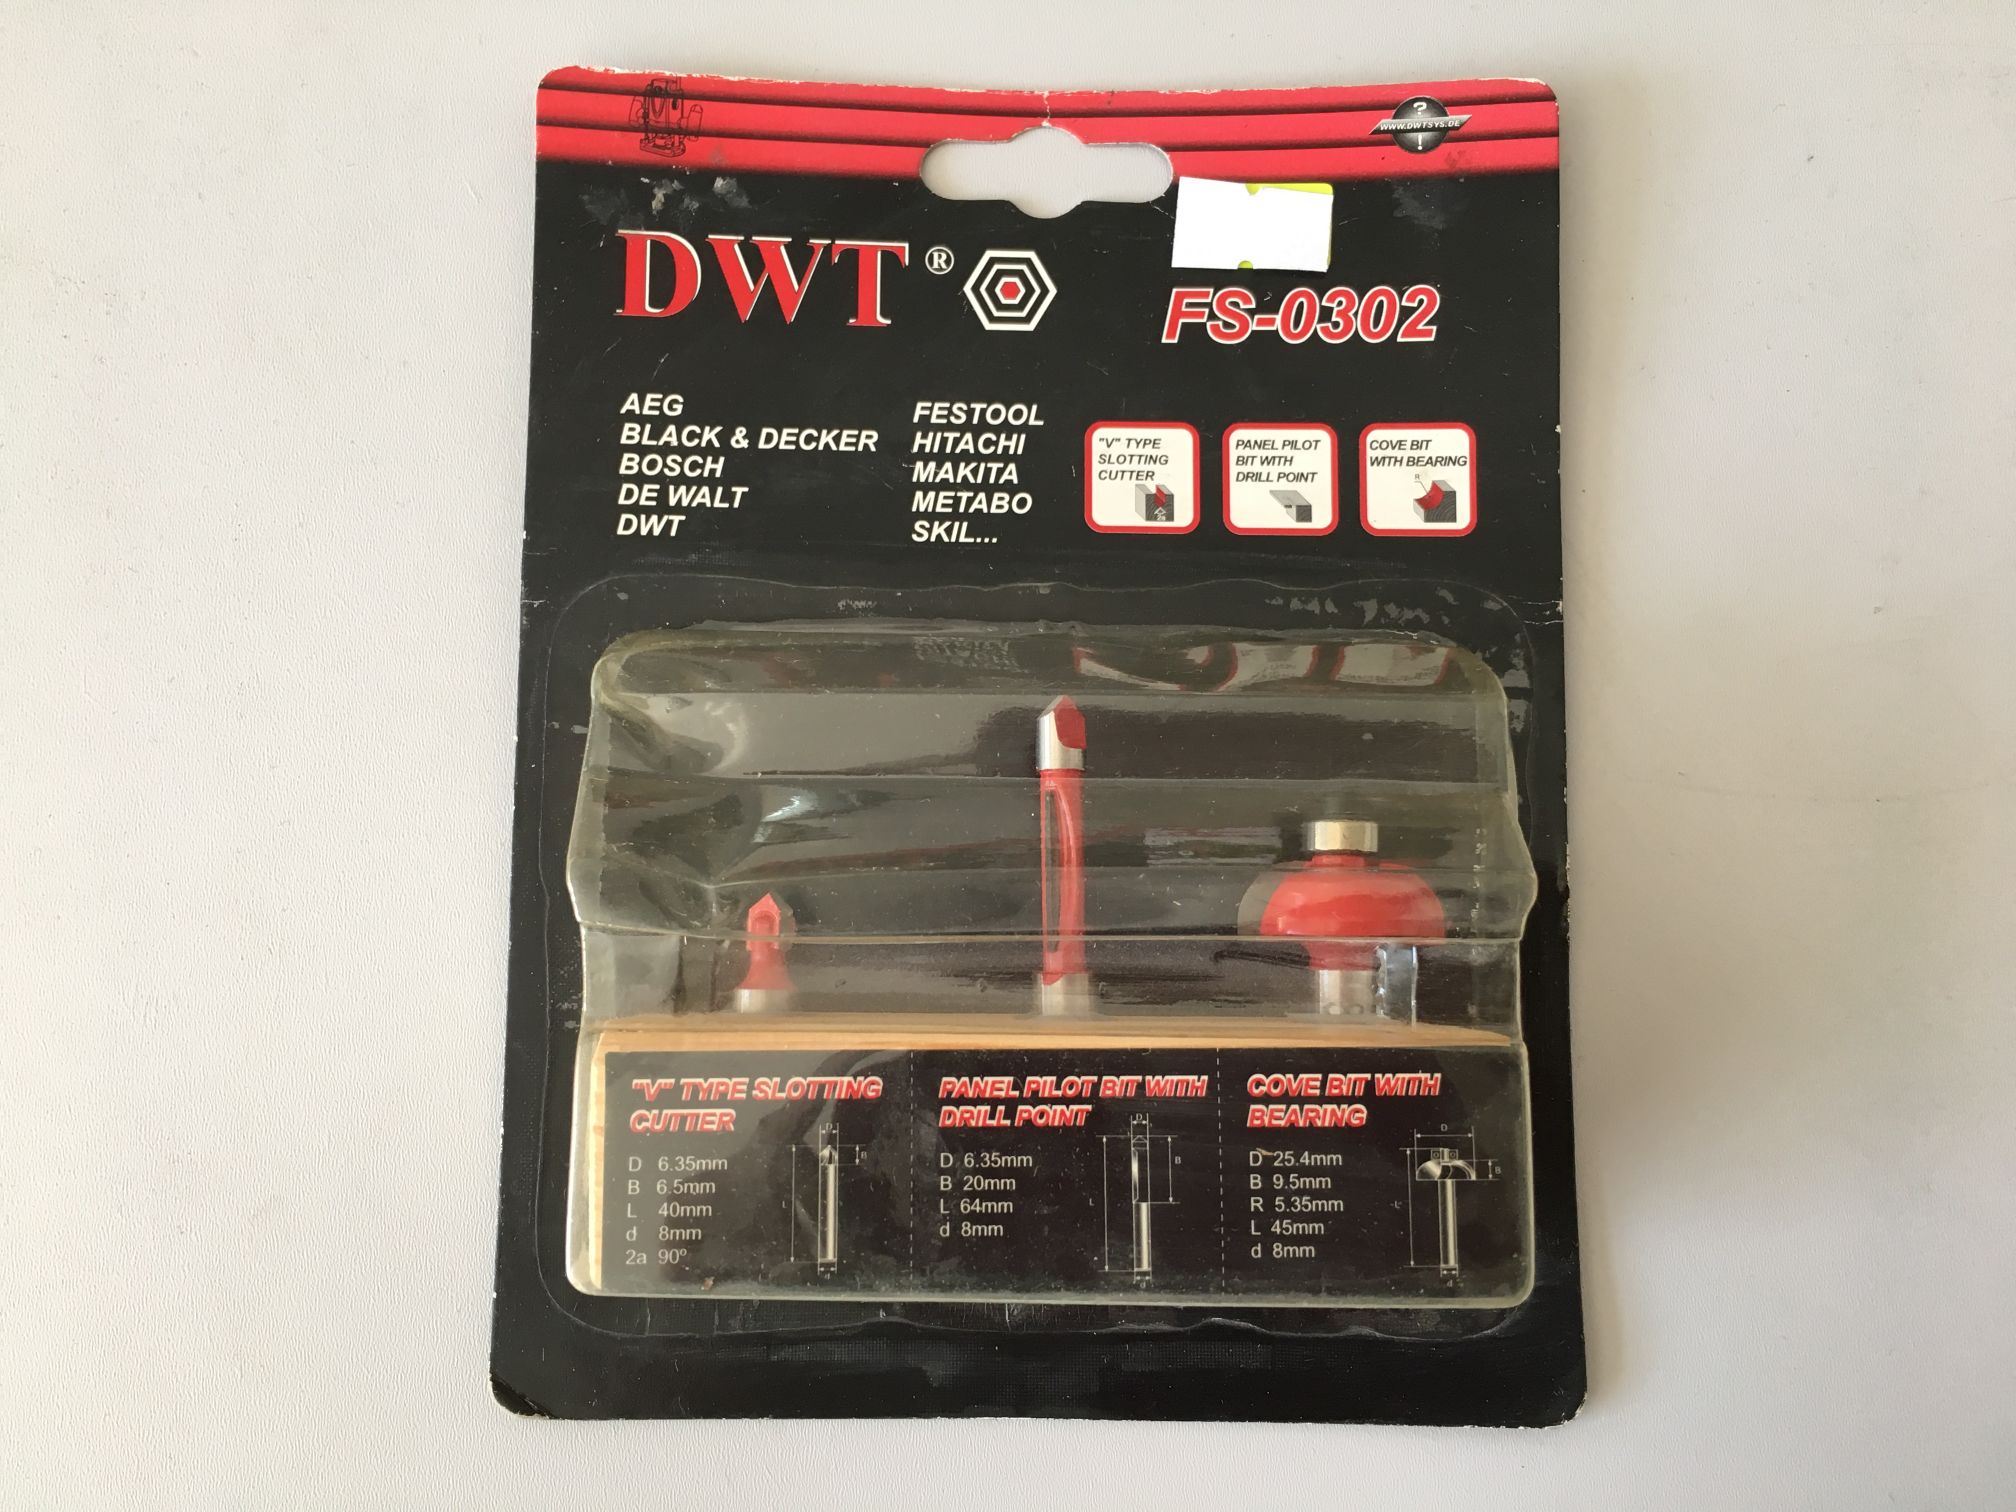 ?
WWW.DWTSYS.DE
!
DWT®
FS-0302
AEG
BLACK & DECKER
BOSCH
DE WALT
DWT
FESTOOL
HITACHI
MAKITA
METABO
SKIL...
"V" TYPE
SLOTTING
CUTTER
2a
PANEL PILOT
BIT WITH
DRILL POINT
COVE BIT
WITH BEARING
R
"V" TYPE SLOTTING
CUTTER
D 6.35mm
B 6.5mm
L 40mm
d 8mm
2a 90°
D
B
L
d
PANEL PILOT BIT WITH
DRILL POINT
D 6.35mm
B 20mm
L 64mm
d 8mm
D
B
L
d
COVE BIT WITH
BEARING
D 25.4mm
B 9.5mm
R 5.35mm
L 45mm
d 8mm
D
B
L
d